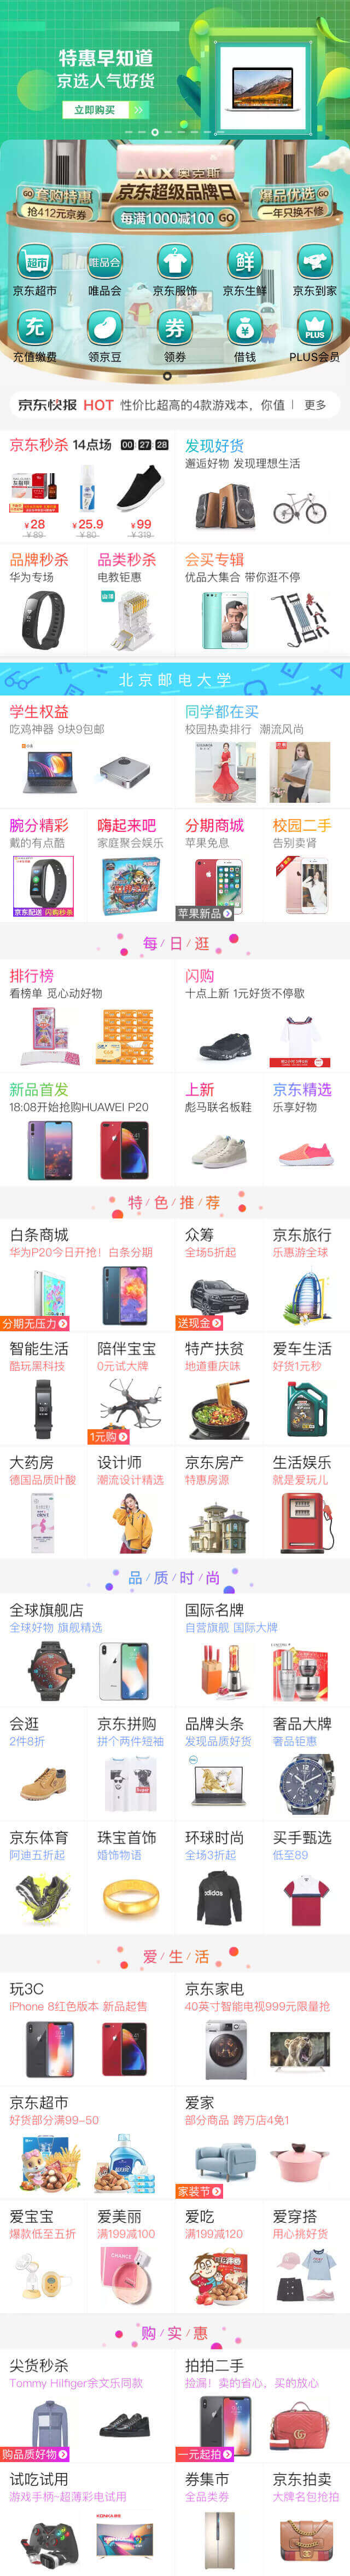 特惠早知道
京选人气好货
立即购买
AUX 奥克斯
京东超级品牌日
GO 套购特惠
抢412元京券
每满1000减100 GO
爆品优选 GO
一年只换不修
超市
唯品会
鲜
京东超市
唯品会
京东服饰
京东生鲜
京东到家
充
券
PLUS
充值缴费
领京豆
领券
借钱
PLUS会员
京东快报 HOT 性价比超高的4款游戏本，你值 | 更多
京东秒杀 14点场 00:27:28
¥28
¥89
¥25.9
¥80
¥99
¥319
发现好货
邂逅好物 发现理想生活
品牌秒杀
华为专场
品类秒杀
电教钜惠
会买专辑
优品大集合 带你逛不停
北京邮电大学
学生权益
吃鸡神器 9块9包邮
同学都在买
校园热卖排行 潮流风尚
腕分精彩
戴的有点酷
京东配送 闪购秒杀
嗨起来吧
家庭聚会娱乐
分期商城
苹果免息
苹果新品
校园二手
告别卖肾
每/日/逛
排行榜
看榜单 觅心动好物
闪购
十点上新 1元好货不停歇
新品首发
18:08开始抢购HUAWEI P20
上新
彪马联名板鞋
京东精选
乐享好物
特/色/推/荐
白条商城
华为P20今日开抢！白条分期
分期无压力
众筹
全场5折起
送现金
京东旅行
乐惠游全球
智能生活
酷玩黑科技
陪伴宝宝
0元试大牌
1元购
特产扶贫
地道重庆味
爱车生活
好货1元秒
大药房
德国品质叶酸
设计师
潮流设计精选
京东房产
特惠房源
生活娱乐
就是爱玩儿
品/质/时/尚
全球旗舰店
全球好物 旗舰精选
国际名牌
自营旗舰 国际大牌
会逛
2件8折
京东拼购
拼个两件短袖
品牌头条
发现品质好货
奢品大牌
奢品钜惠
京东体育
阿迪五折起
珠宝首饰
婚饰物语
环球时尚
全场3折起
adidas
买手甄选
低至89
爱/生/活
玩3C
iPhone 8红色版本 新品起售
京东家电
40英寸智能电视999元限量抢
京东超市
好货部分满99-50
爱家
部分商品 跨万店4免1
家装节
爱宝宝
爆款低至五折
爱美丽
满199减100
CHANCE
爱吃
满199减120
爱穿搭
用心挑好货
购/实/惠
尖货秒杀
Tommy Hilfiger余文乐同款
购品质好物
拍拍二手
捡漏！卖的省心，买的放心
一元起拍
试吃试用
游戏手柄-超薄彩电试用
KONKA
券集市
全品类券
京东拍卖
大牌名包抢拍